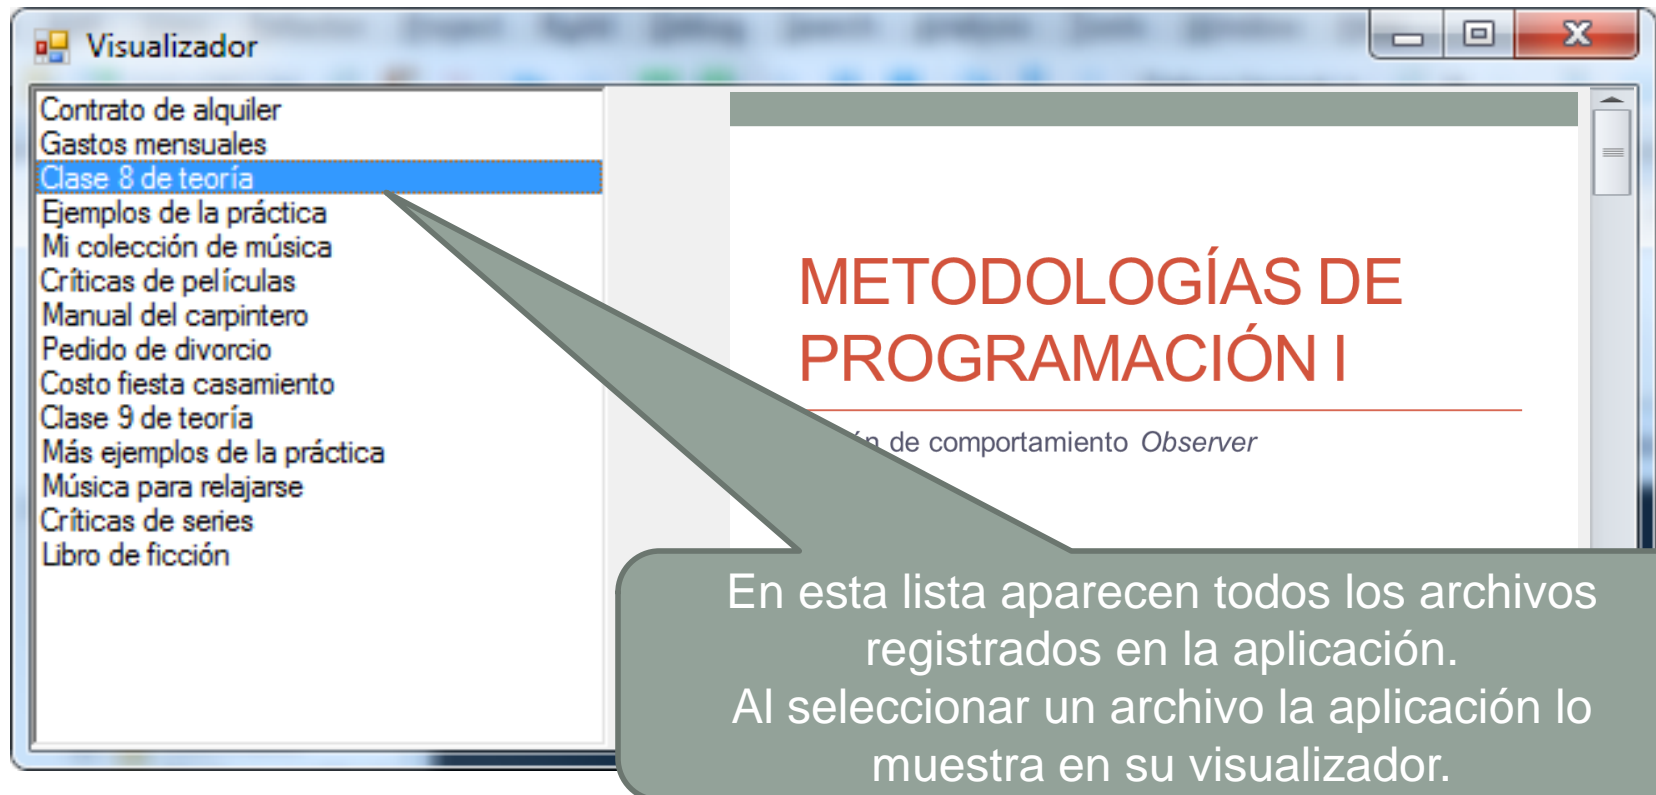 Visualizador
Contrato de alquiler
Gastos mensuales
Clase 8 de teoría
Ejemplos de la práctica
Mi colección de música
Críticas de películas
Manual del carpintero
Pedido de divorcio
Costo fiesta casamiento
Clase 9 de teoría
Más ejemplos de la práctica
Música para relajarse
Críticas de series
Libro de ficción
METODOLOGÍAS DE
PROGRAMACIÓN I
de comportamiento Observer
En esta lista aparecen todos los archivos
registrados en la aplicación.
Al seleccionar un archivo la aplicación lo
muestra en su visualizador.